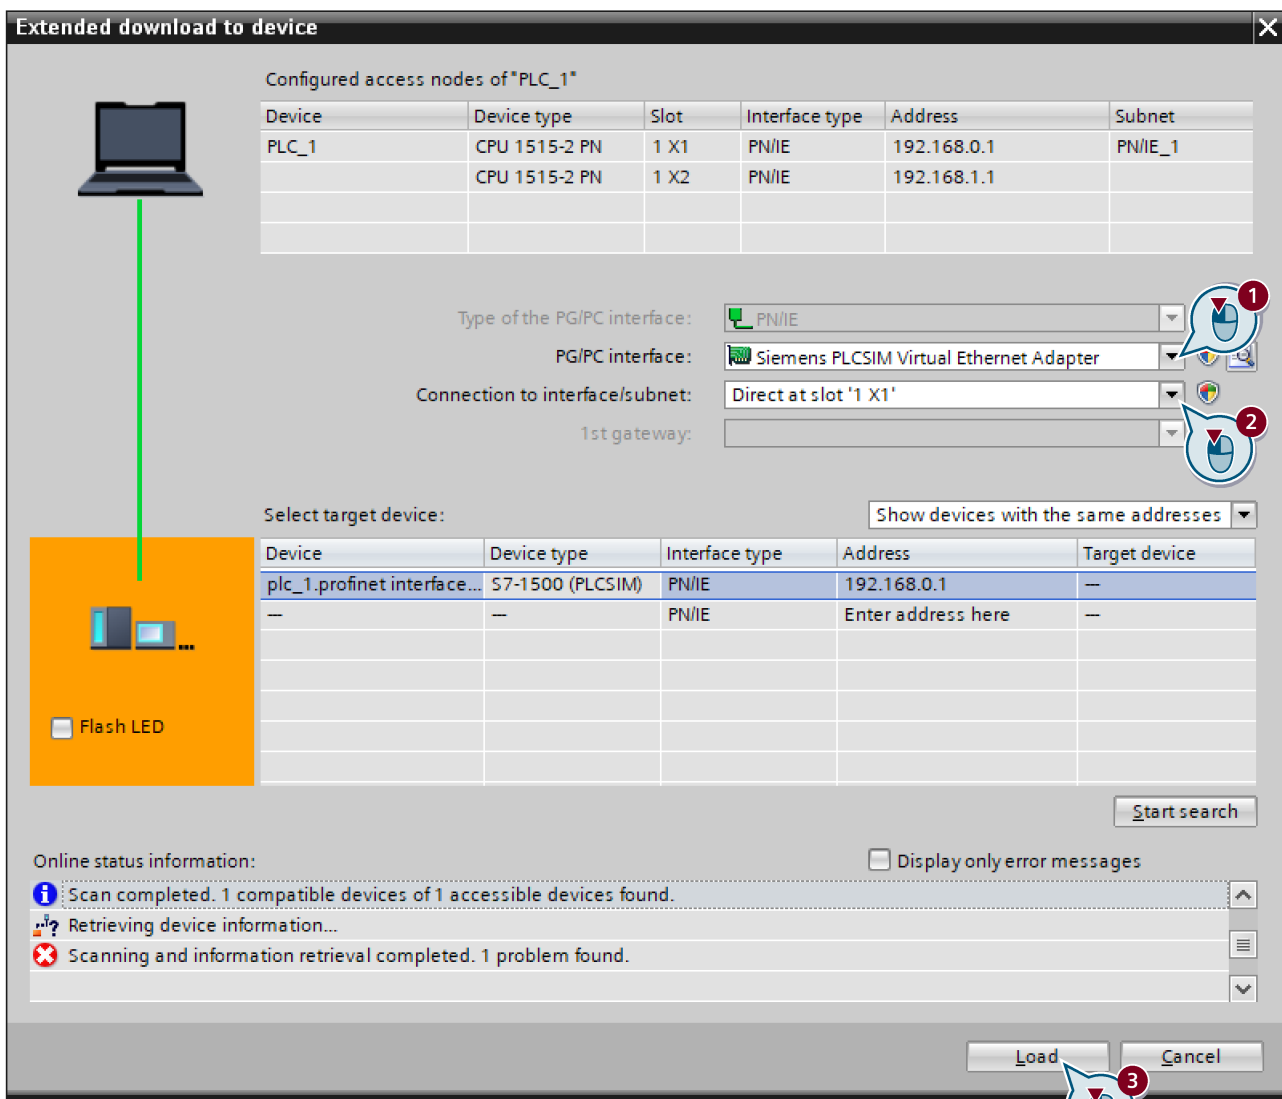 Extended download to device
Configured access nodes of "PLC_1"
Device Device type Slot Interface type Address Subnet
PLC_1 CPU 1515-2 PN 1 X1 PN/IE 192.168.0.1 PN/IE_1
CPU 1515-2 PN 1 X2 PN/IE 192.168.1.1
Type of the PG/PC interface: PN/IE
1
PG/PC interface: Siemens PLCSIM Virtual Ethernet Adapter
Connection to interface/subnet: Direct at slot '1 X1'
2
1st gateway:
Select target device: Show devices with the same addresses
Device Device type Interface type Address Target device
plc_1.profinet interface... S7-1500 (PLCSIM) PN/IE 192.168.0.1 —
— — PN/IE Enter address here —
Flash LED
Start search
Online status information: Display only error messages
Scan completed. 1 compatible devices of 1 accessible devices found.
Retrieving device information...
Scanning and information retrieval completed. 1 problem found.
Load Cancel
3